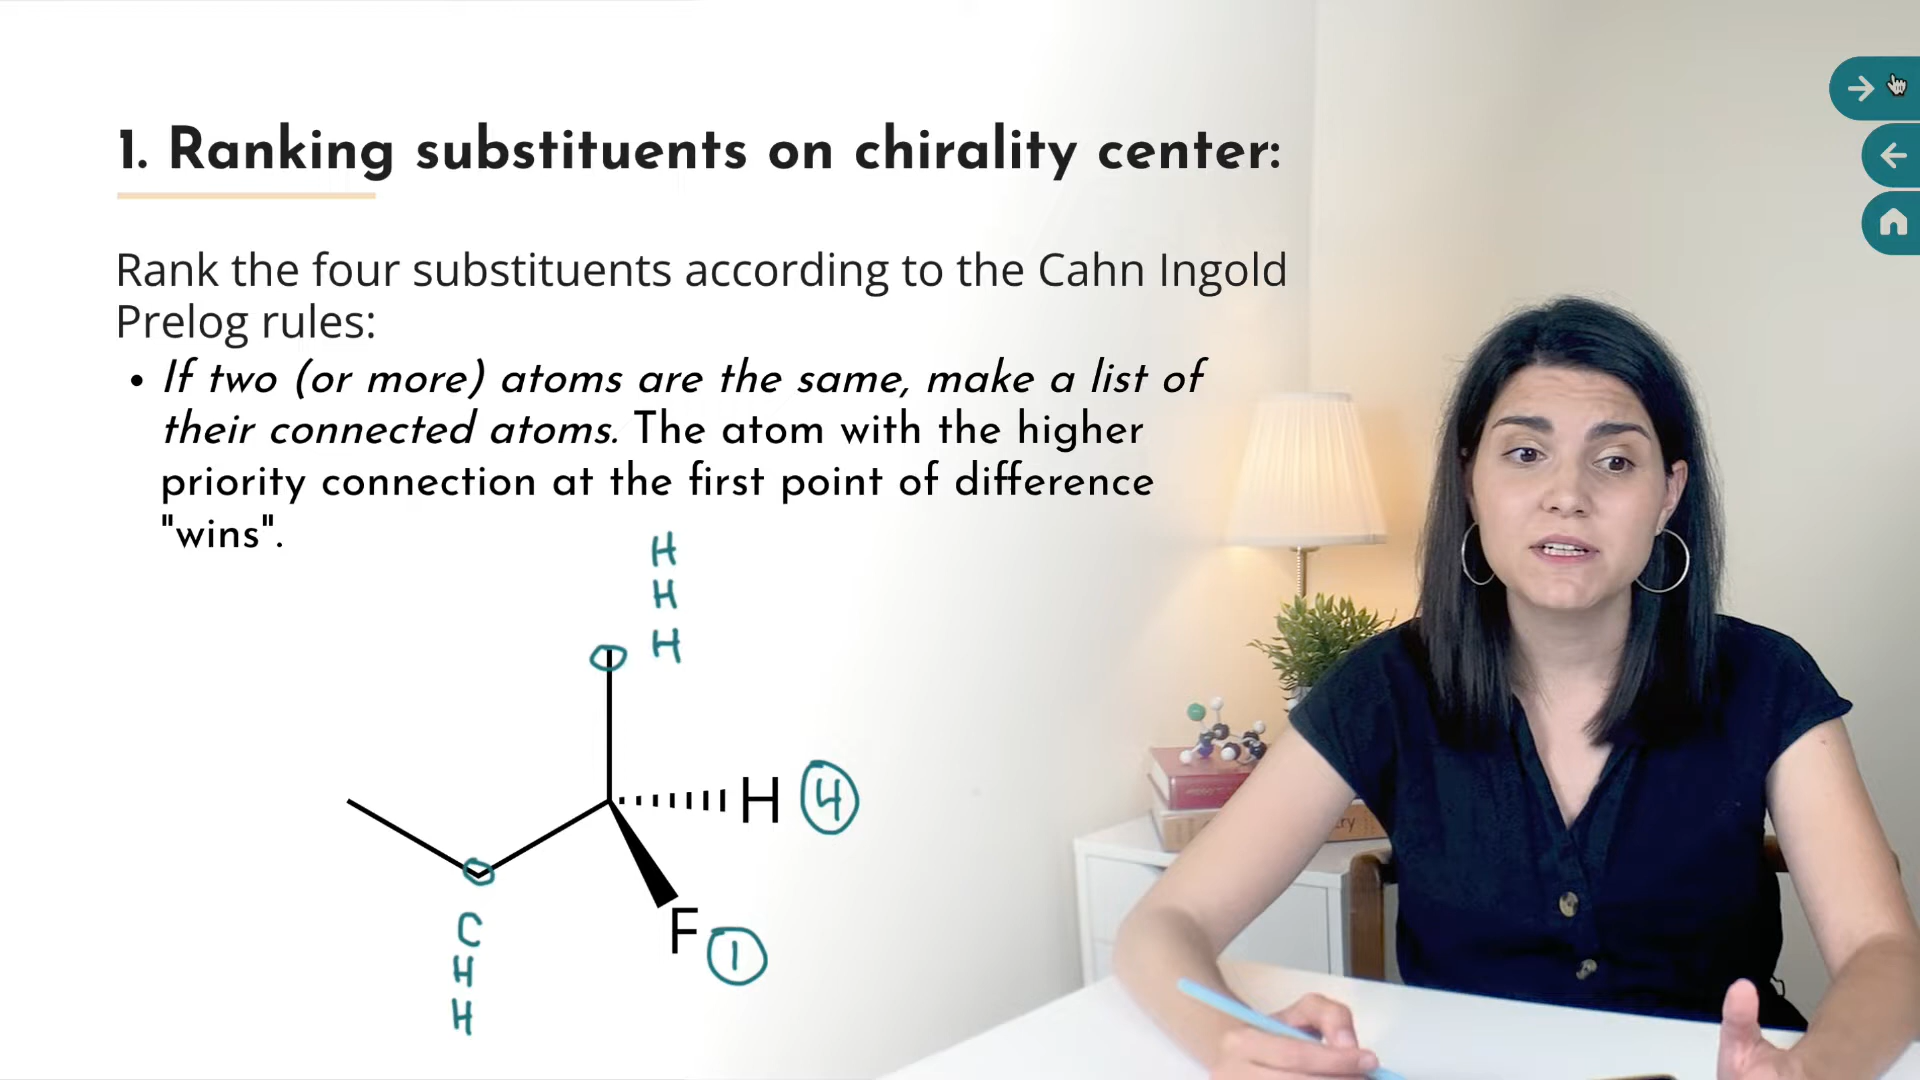 1. Ranking substituents on chirality center:
Rank the four substituents according to the Cahn Ingold
Prelog rules:
• If two (or more) atoms are the same, make a list of
their connected atoms. The atom with the higher
priority connection at the first point of difference
"wins".
H
H
H
H 4
F 1
C
H
H